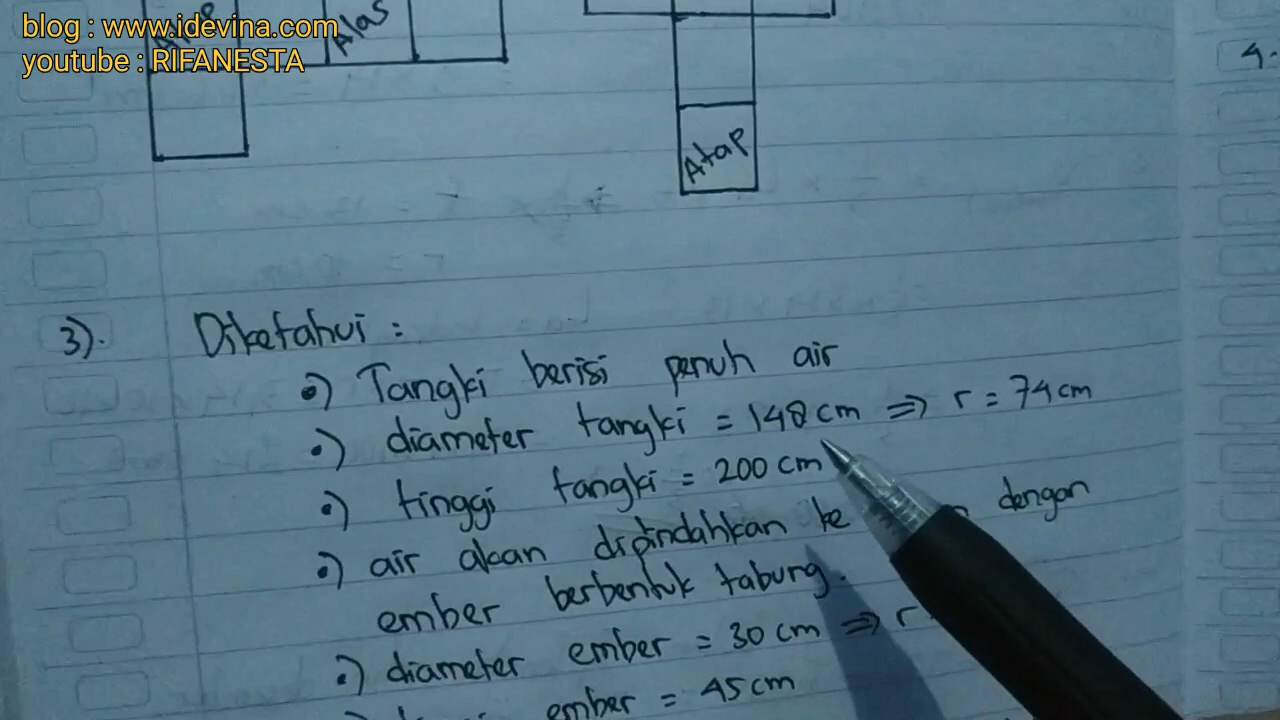 blog : www.idevina.com
youtube : RIFANESTA
Alas
Atap
4.
3). Diketahui :
•) Tangki berisi penuh air
•) diameter tangki = 148 cm ⇒ r = 74 cm
•) tinggi tangki = 200 cm
•) air akan dipindahkan ke dengan
ember berbentuk tabung.
•) diameter ember = 30 cm ⇒ r
ember = 45 cm